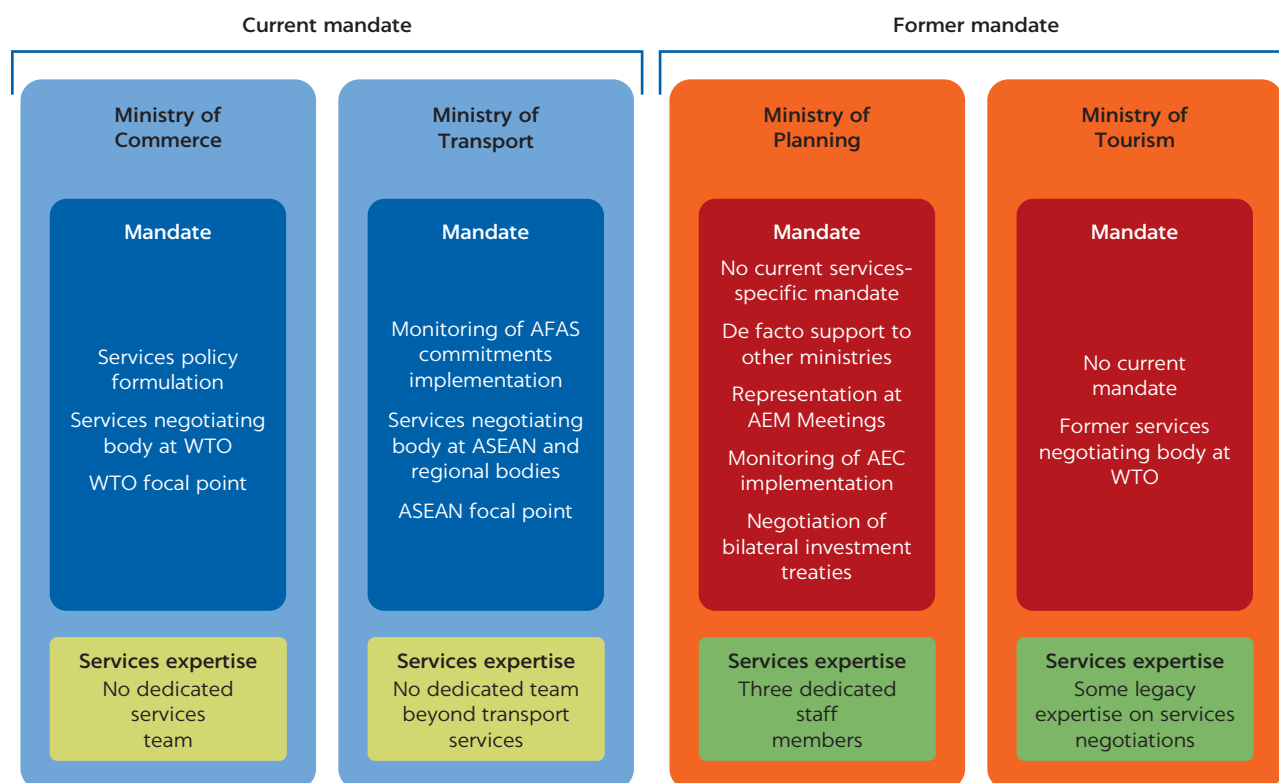 Current mandate
Former mandate
Ministry of
Commerce
Mandate
Services policy
formulation
Services negotiating
body at WTO
WTO focal point
Services expertise
No dedicated
services
team
Ministry of
Transport
Mandate
Monitoring of AFAS
commitments
implementation
Services negotiating
body at ASEAN and
regional bodies
ASEAN focal point
Services expertise
No dedicated team
beyond transport
services
Ministry of
Planning
Mandate
No current services-
specific mandate
De facto support to
other ministries
Representation at
AEM Meetings
Monitoring of AEC
implementation
Negotiation of
bilateral investment
treaties
Services expertise
Three dedicated
staff
members
Ministry of
Tourism
Mandate
No current
mandate
Former services
negotiating body at
WTO
Services expertise
Some legacy
expertise on services
negotiations